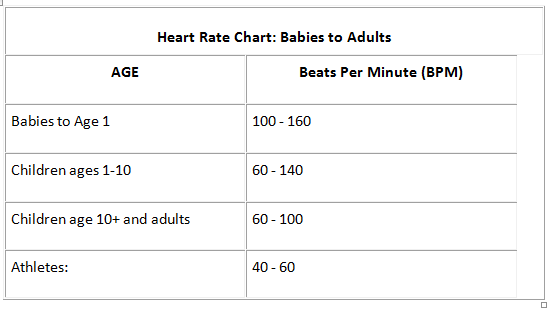 Heart Rate Chart: Babies to Adults
AGE Beats Per Minute (BPM)
Babies to Age 1 100 - 160
Children ages 1-10 60 - 140
Children age 10+ and adults 60 - 100
Athletes: 40 - 60